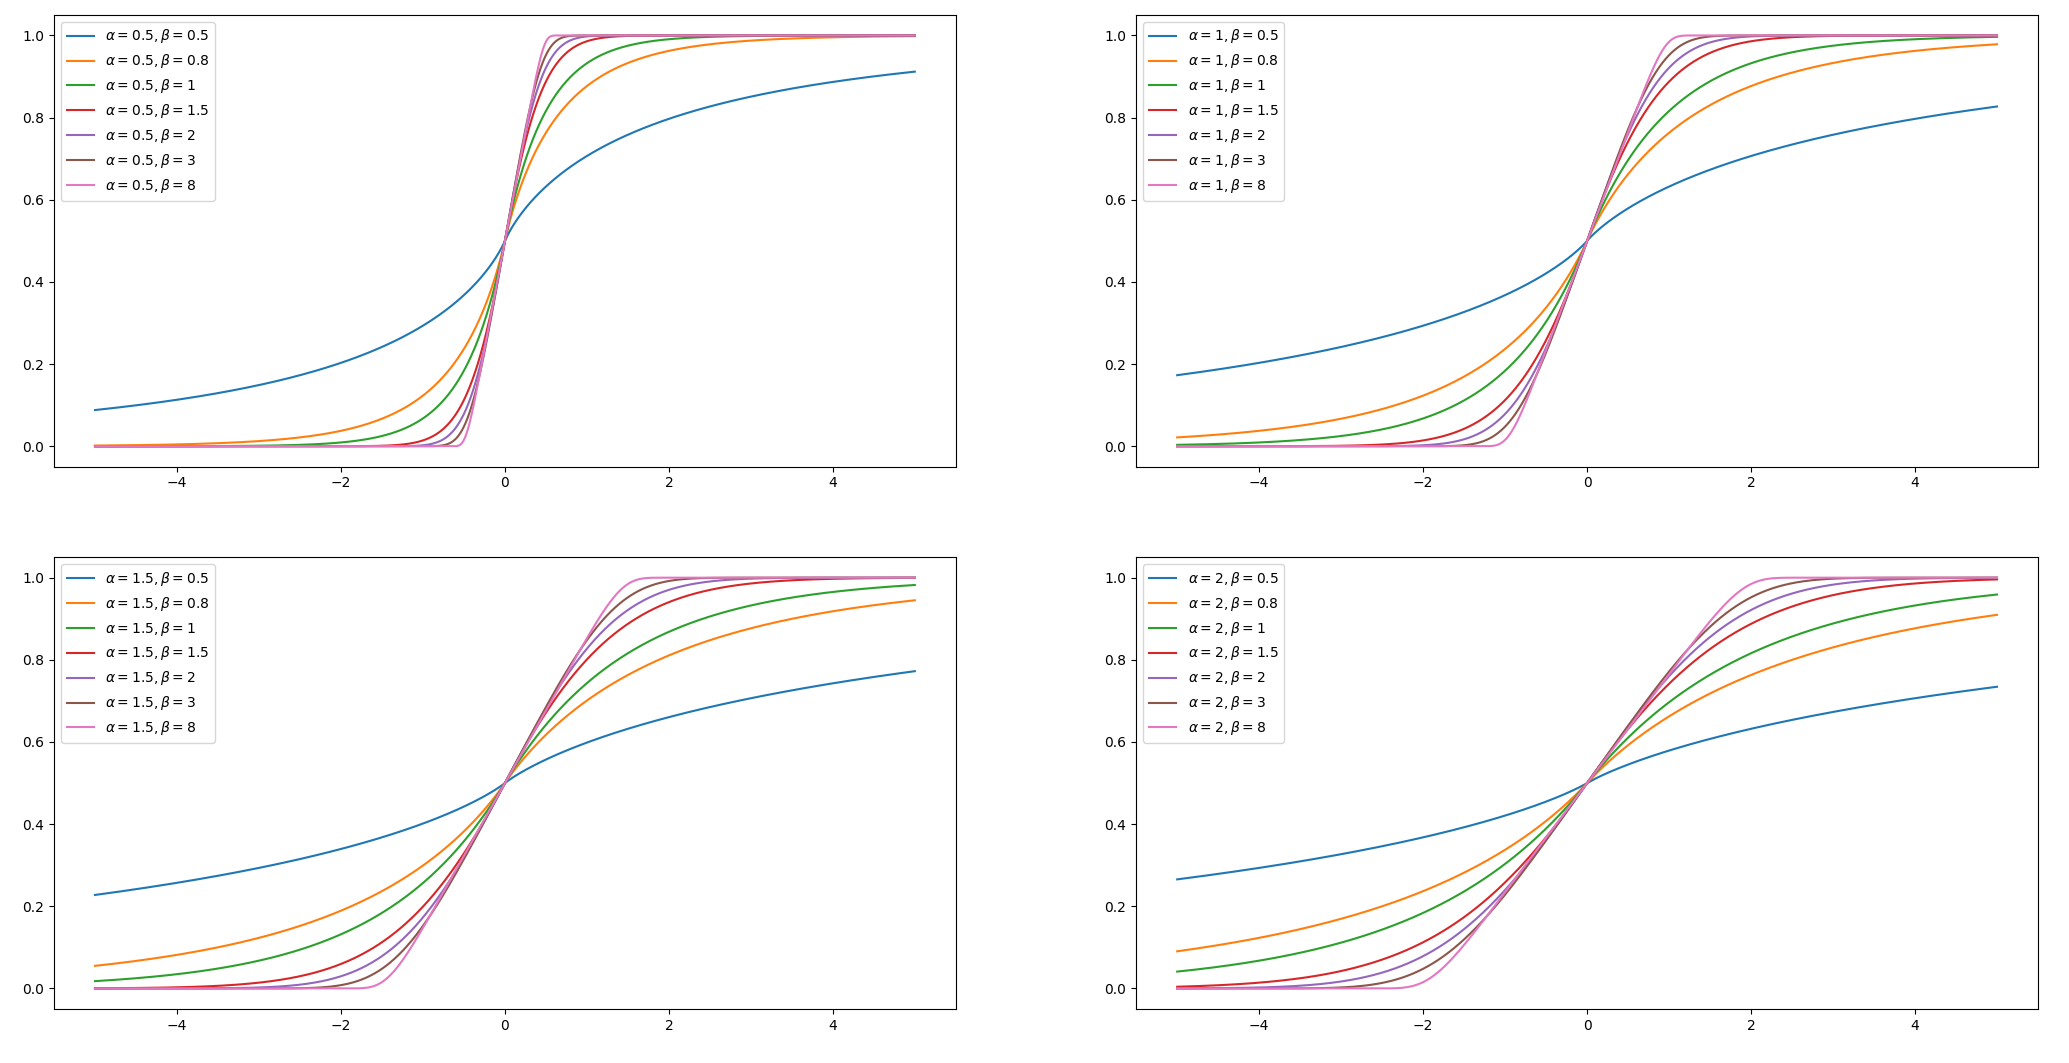 α = 0.5, β = 0.5
α = 0.5, β = 0.8
α = 0.5, β = 1
α = 0.5, β = 1.5
α = 0.5, β = 2
α = 0.5, β = 3
α = 0.5, β = 8
1.0
0.8
0.6
0.4
0.2
0.0
−4 −2 0 2 4
α = 1, β = 0.5
α = 1, β = 0.8
α = 1, β = 1
α = 1, β = 1.5
α = 1, β = 2
α = 1, β = 3
α = 1, β = 8
1.0
0.8
0.6
0.4
0.2
0.0
−4 −2 0 2 4
α = 1.5, β = 0.5
α = 1.5, β = 0.8
α = 1.5, β = 1
α = 1.5, β = 1.5
α = 1.5, β = 2
α = 1.5, β = 3
α = 1.5, β = 8
1.0
0.8
0.6
0.4
0.2
0.0
−4 −2 0 2 4
α = 2, β = 0.5
α = 2, β = 0.8
α = 2, β = 1
α = 2, β = 1.5
α = 2, β = 2
α = 2, β = 3
α = 2, β = 8
1.0
0.8
0.6
0.4
0.2
0.0
−4 −2 0 2 4